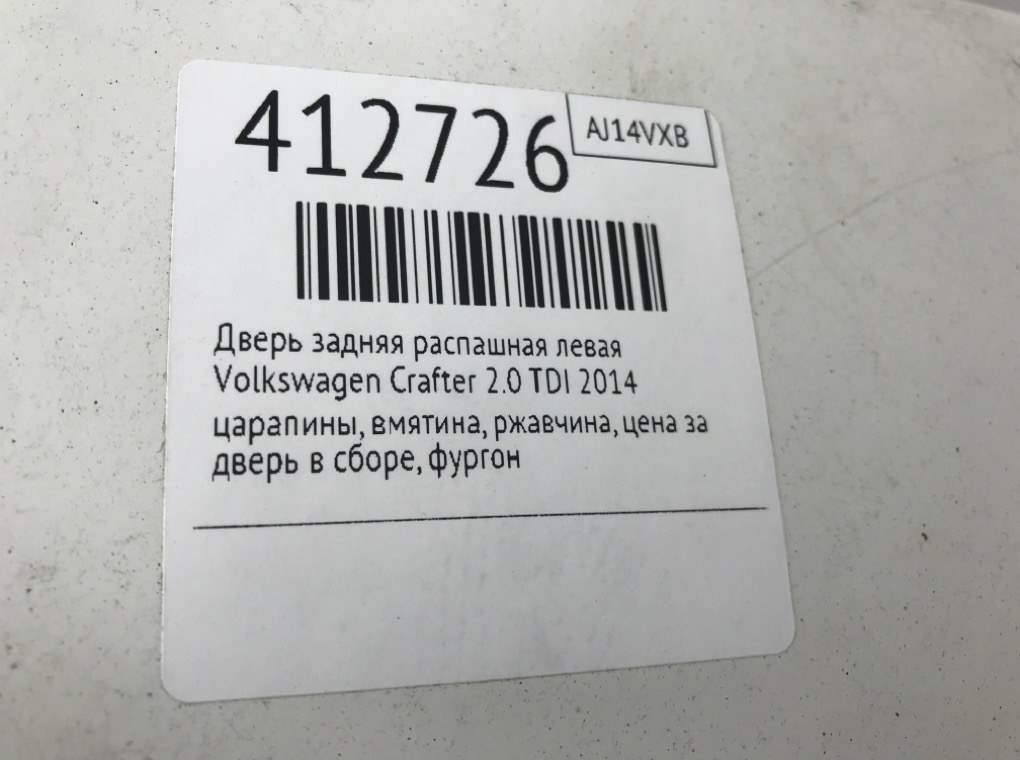 412726
AJ14VXB
Дверь задняя распашная левая
Volkswagen Crafter 2.0 TDI 2014
царапины, вмятина, ржавчина, цена за
дверь в сборе, фургон